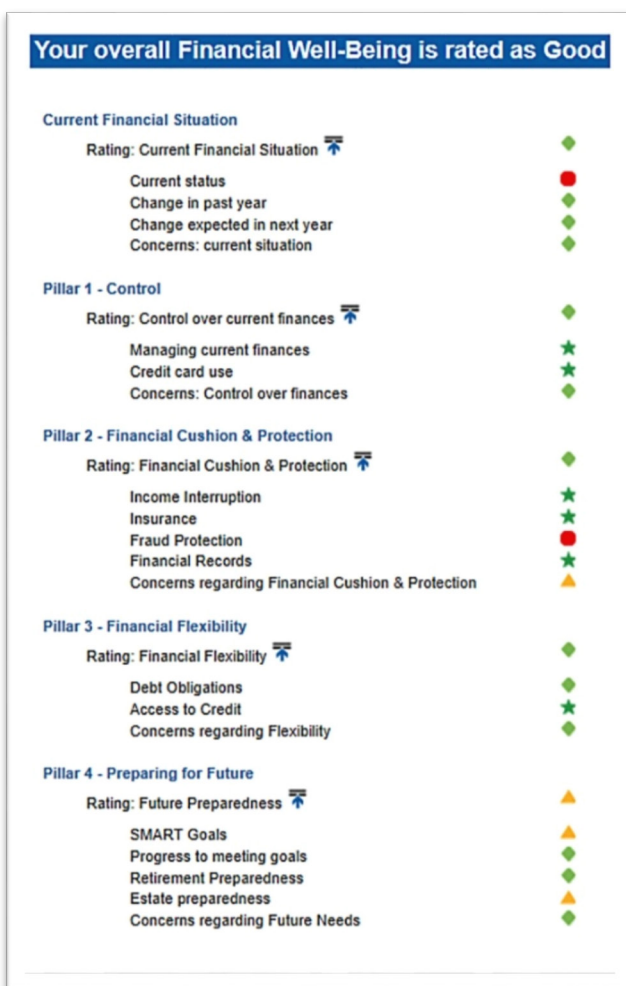 Your overall Financial Well-Being is rated as Good
Current Financial Situation
Rating: Current Financial Situation
Current status
Change in past year
Change expected in next year
Concerns: current situation
Pillar 1 - Control
Rating: Control over current finances
Managing current finances
Credit card use
Concerns: Control over finances
Pillar 2 - Financial Cushion & Protection
Rating: Financial Cushion & Protection
Income Interruption
Insurance
Fraud Protection
Financial Records
Concerns regarding Financial Cushion & Protection
Pillar 3 - Financial Flexibility
Rating: Financial Flexibility
Debt Obligations
Access to Credit
Concerns regarding Flexibility
Pillar 4 - Preparing for Future
Rating: Future Preparedness
SMART Goals
Progress to meeting goals
Retirement Preparedness
Estate preparedness
Concerns regarding Future Needs